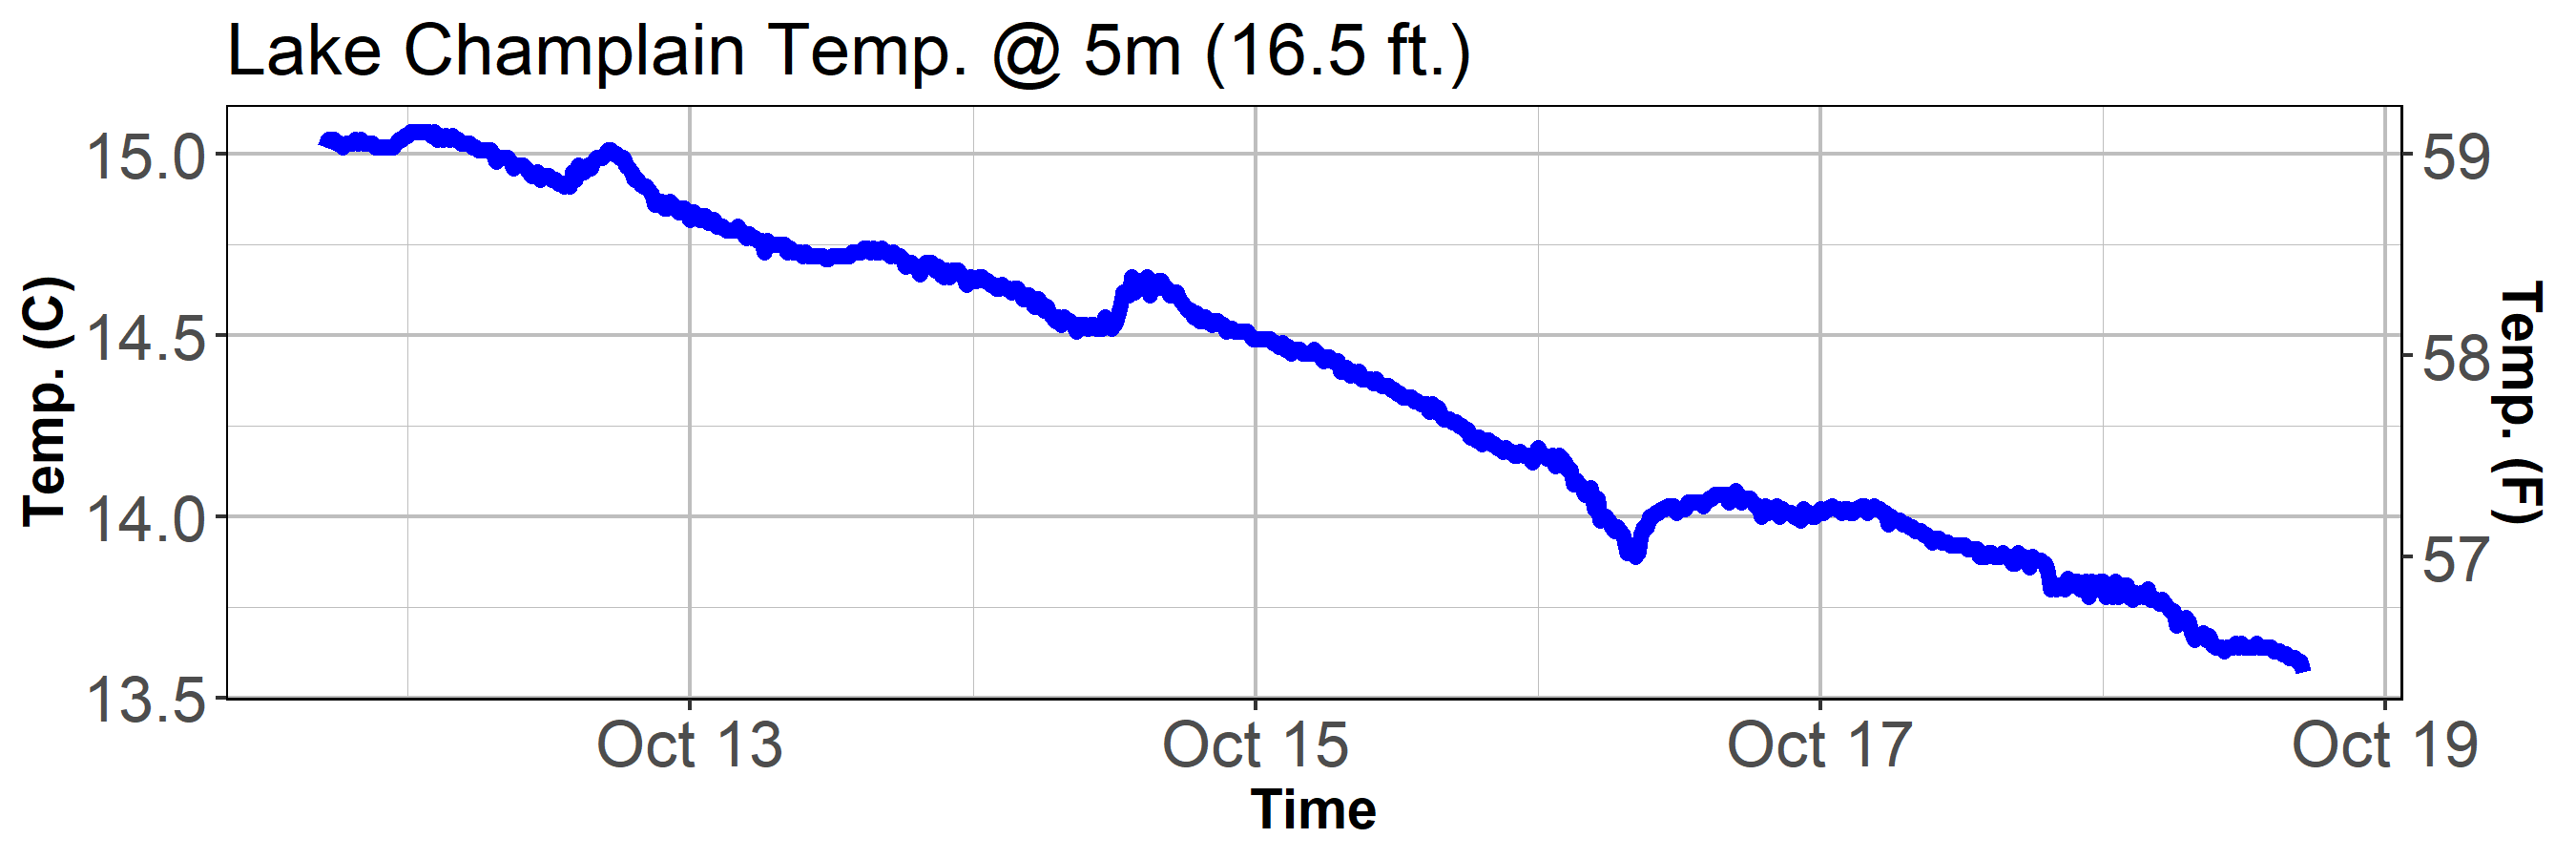 Lake Champlain Temp. @ 5m (16.5 ft.)
15.0
14.5
14.0
13.5
Temp. (C)
59
58
57
Temp. (F)
Oct 13
Oct 15
Oct 17
Oct 19
Time